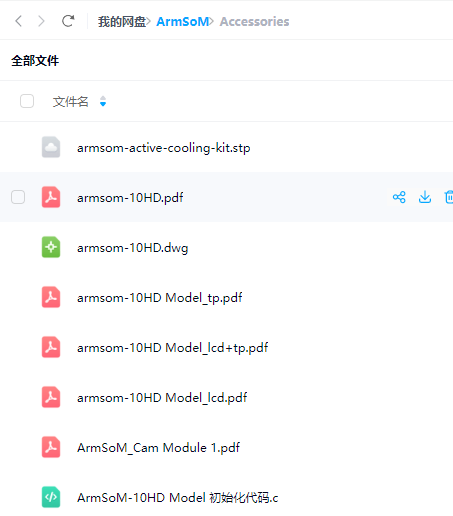 我的网盘 ArmSoM Accessories
全部文件
文件名
armsom-active-cooling-kit.stp
armsom-10HD.pdf
armsom-10HD.dwg
armsom-10HD Model_tp.pdf
armsom-10HD Model_lcd+tp.pdf
armsom-10HD Model_lcd.pdf
ArmSoM_Cam Module 1.pdf
ArmSoM-10HD Model 初始化代码.c